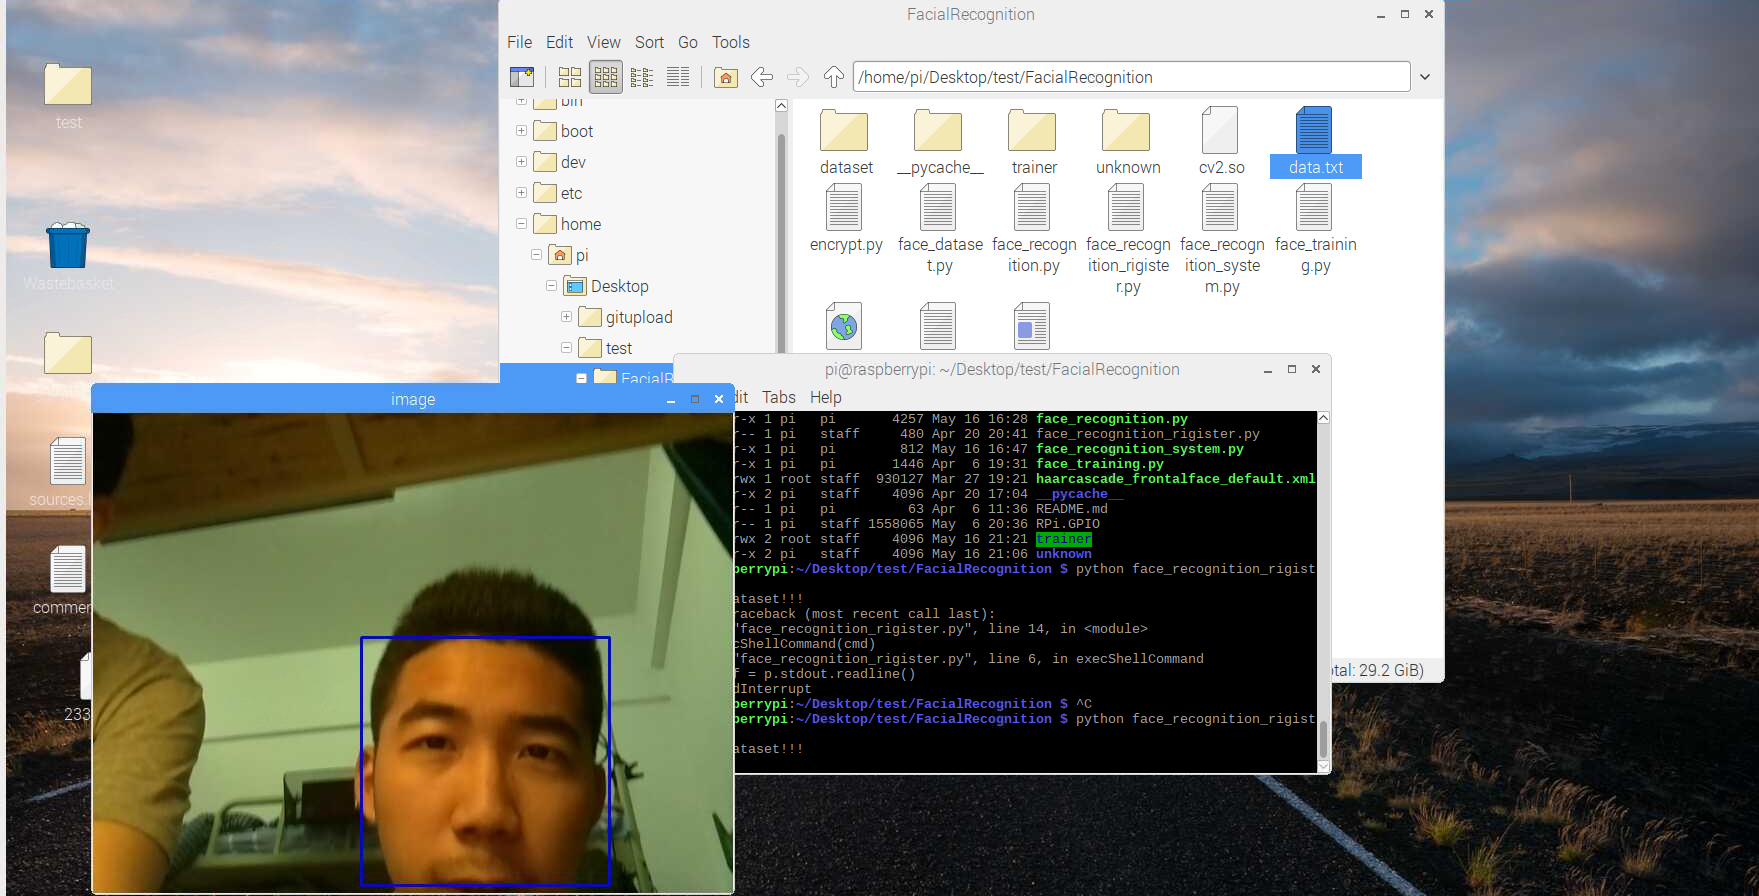 FacialRecognition
File Edit View Sort Go Tools
/home/pi/Desktop/test/FacialRecognition
test
Wastebasket
sources.l
commen
233
bin
boot
dev
etc
home
pi
Desktop
gitupload
test
FacialR
dataset
__pycache__
trainer
unknown
cv2.so
data.txt
encrypt.py
face_datase
t.py
face_recogn
ition.py
face_recogn
ition_rigiste
r.py
face_recogn
ition_syste
m.py
face_trainin
g.py
tal: 29.2 GiB)
pi@raspberrypi: ~/Desktop/test/FacialRecognition
dit Tabs Help
r-x 1 pi pi 4257 May 16 16:28 face_recognition.py
r-- 1 pi staff 480 Apr 20 20:41 face_recognition_rigister.py
r-x 1 pi pi 812 May 16 16:47 face_recognition_system.py
r-x 1 pi pi 1446 Apr 6 19:31 face_training.py
rwx 1 root staff 930127 Mar 27 19:21 haarcascade_frontalface_default.xml
r-x 2 pi staff 4096 Apr 20 17:04 __pycache__
r-- 1 pi pi 63 Apr 6 11:36 README.md
r-- 1 pi staff 1558065 May 6 20:36 RPi.GPIO
rwx 2 root staff 4096 May 16 21:21 trainer
r-x 2 pi staff 4096 May 16 21:06 unknown
berrypi:~/Desktop/test/FacialRecognition $ python face_recognition_rigist
ataset!!!
raceback (most recent call last):
"face_recognition_rigister.py", line 14, in <module>
cShellCommand(cmd)
"face_recognition_rigister.py", line 6, in execShellCommand
f = p.stdout.readline()
dInterrupt
berrypi:~/Desktop/test/FacialRecognition $ ^C
berrypi:~/Desktop/test/FacialRecognition $ python face_recognition_rigist
ataset!!!
image